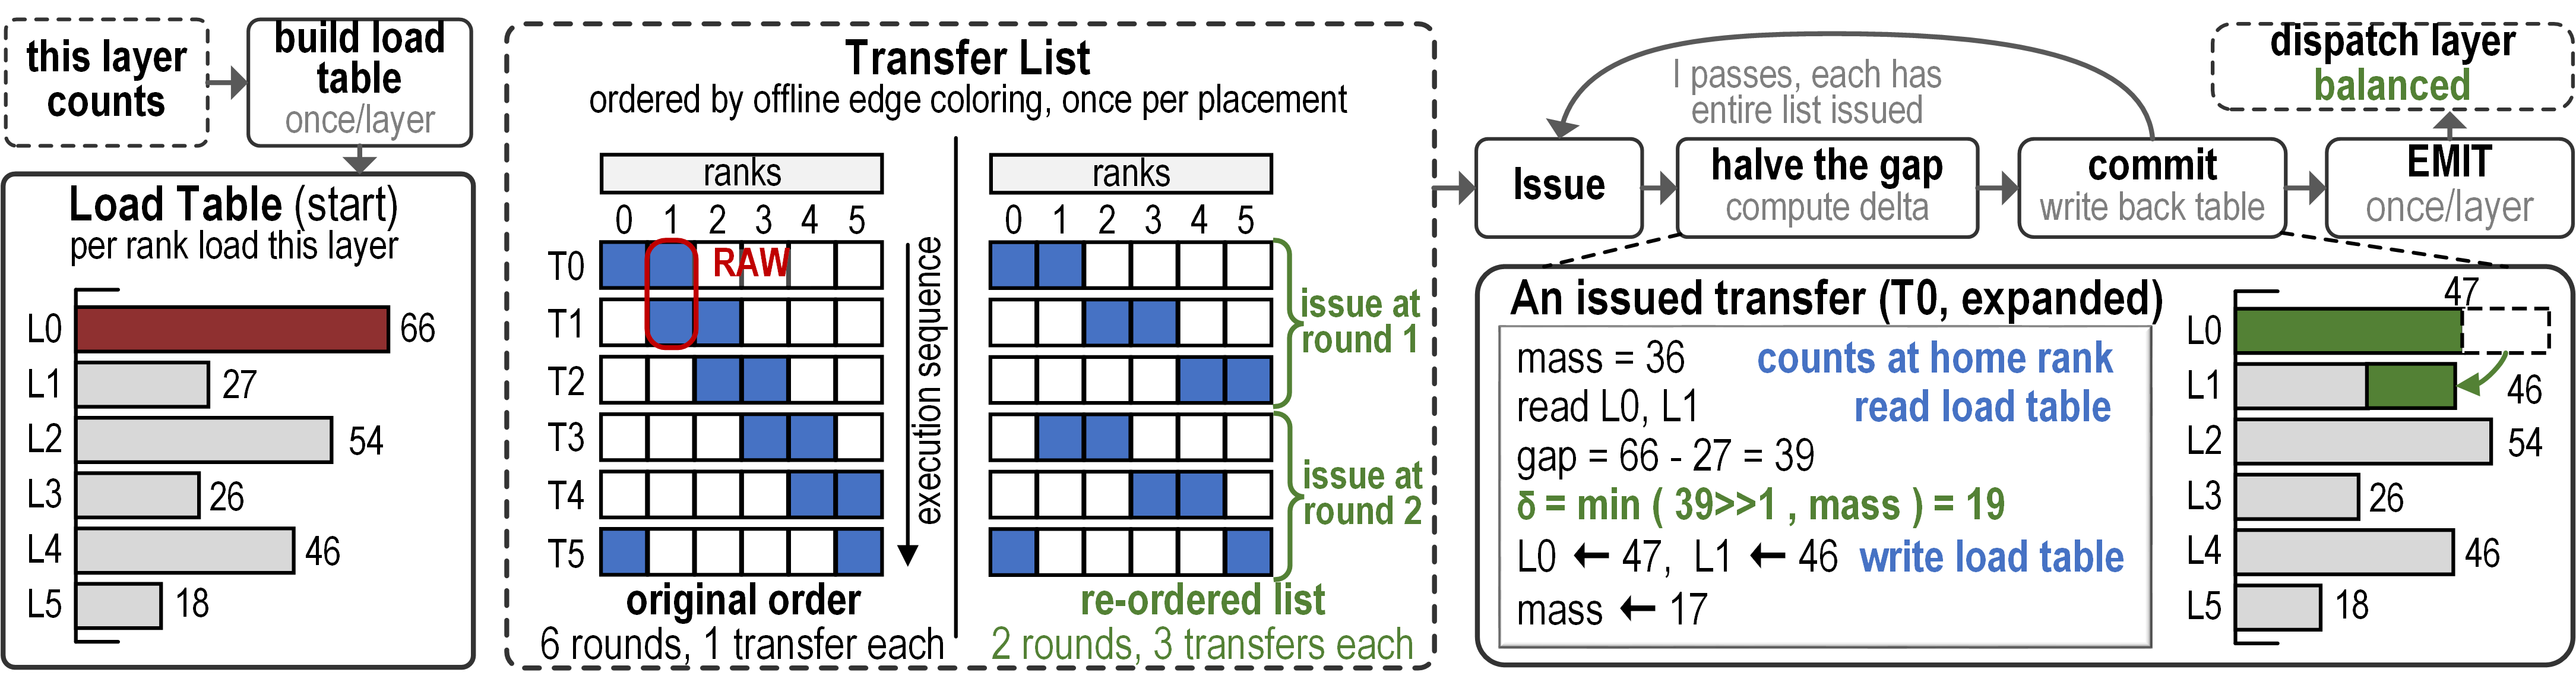 this layer
counts
build load
table
once/layer
Load Table (start)
per rank load this layer
L0 66
L1 27
L2 54
L3 26
L4 46
L5 18
Transfer List
ordered by offline edge coloring, once per placement
ranks
0 1 2 3 4 5
T0 RAW
T1
T2
T3
T4
T5
execution sequence
original order
6 rounds, 1 transfer each
ranks
0 1 2 3 4 5
issue at
round 1
issue at
round 2
re-ordered list
2 rounds, 3 transfers each
I passes, each has
entire list issued
Issue
halve the gap
compute delta
commit
write back table
EMIT
once/layer
dispatch layer
balanced
An issued transfer (T0, expanded)
mass = 36 counts at home rank
read L0, L1 read load table
gap = 66 - 27 = 39
δ = min ( 39>>1 , mass ) = 19
L0 ← 47, L1 ← 46 write load table
mass ← 17
L0 47
L1 46
L2 54
L3 26
L4 46
L5 18